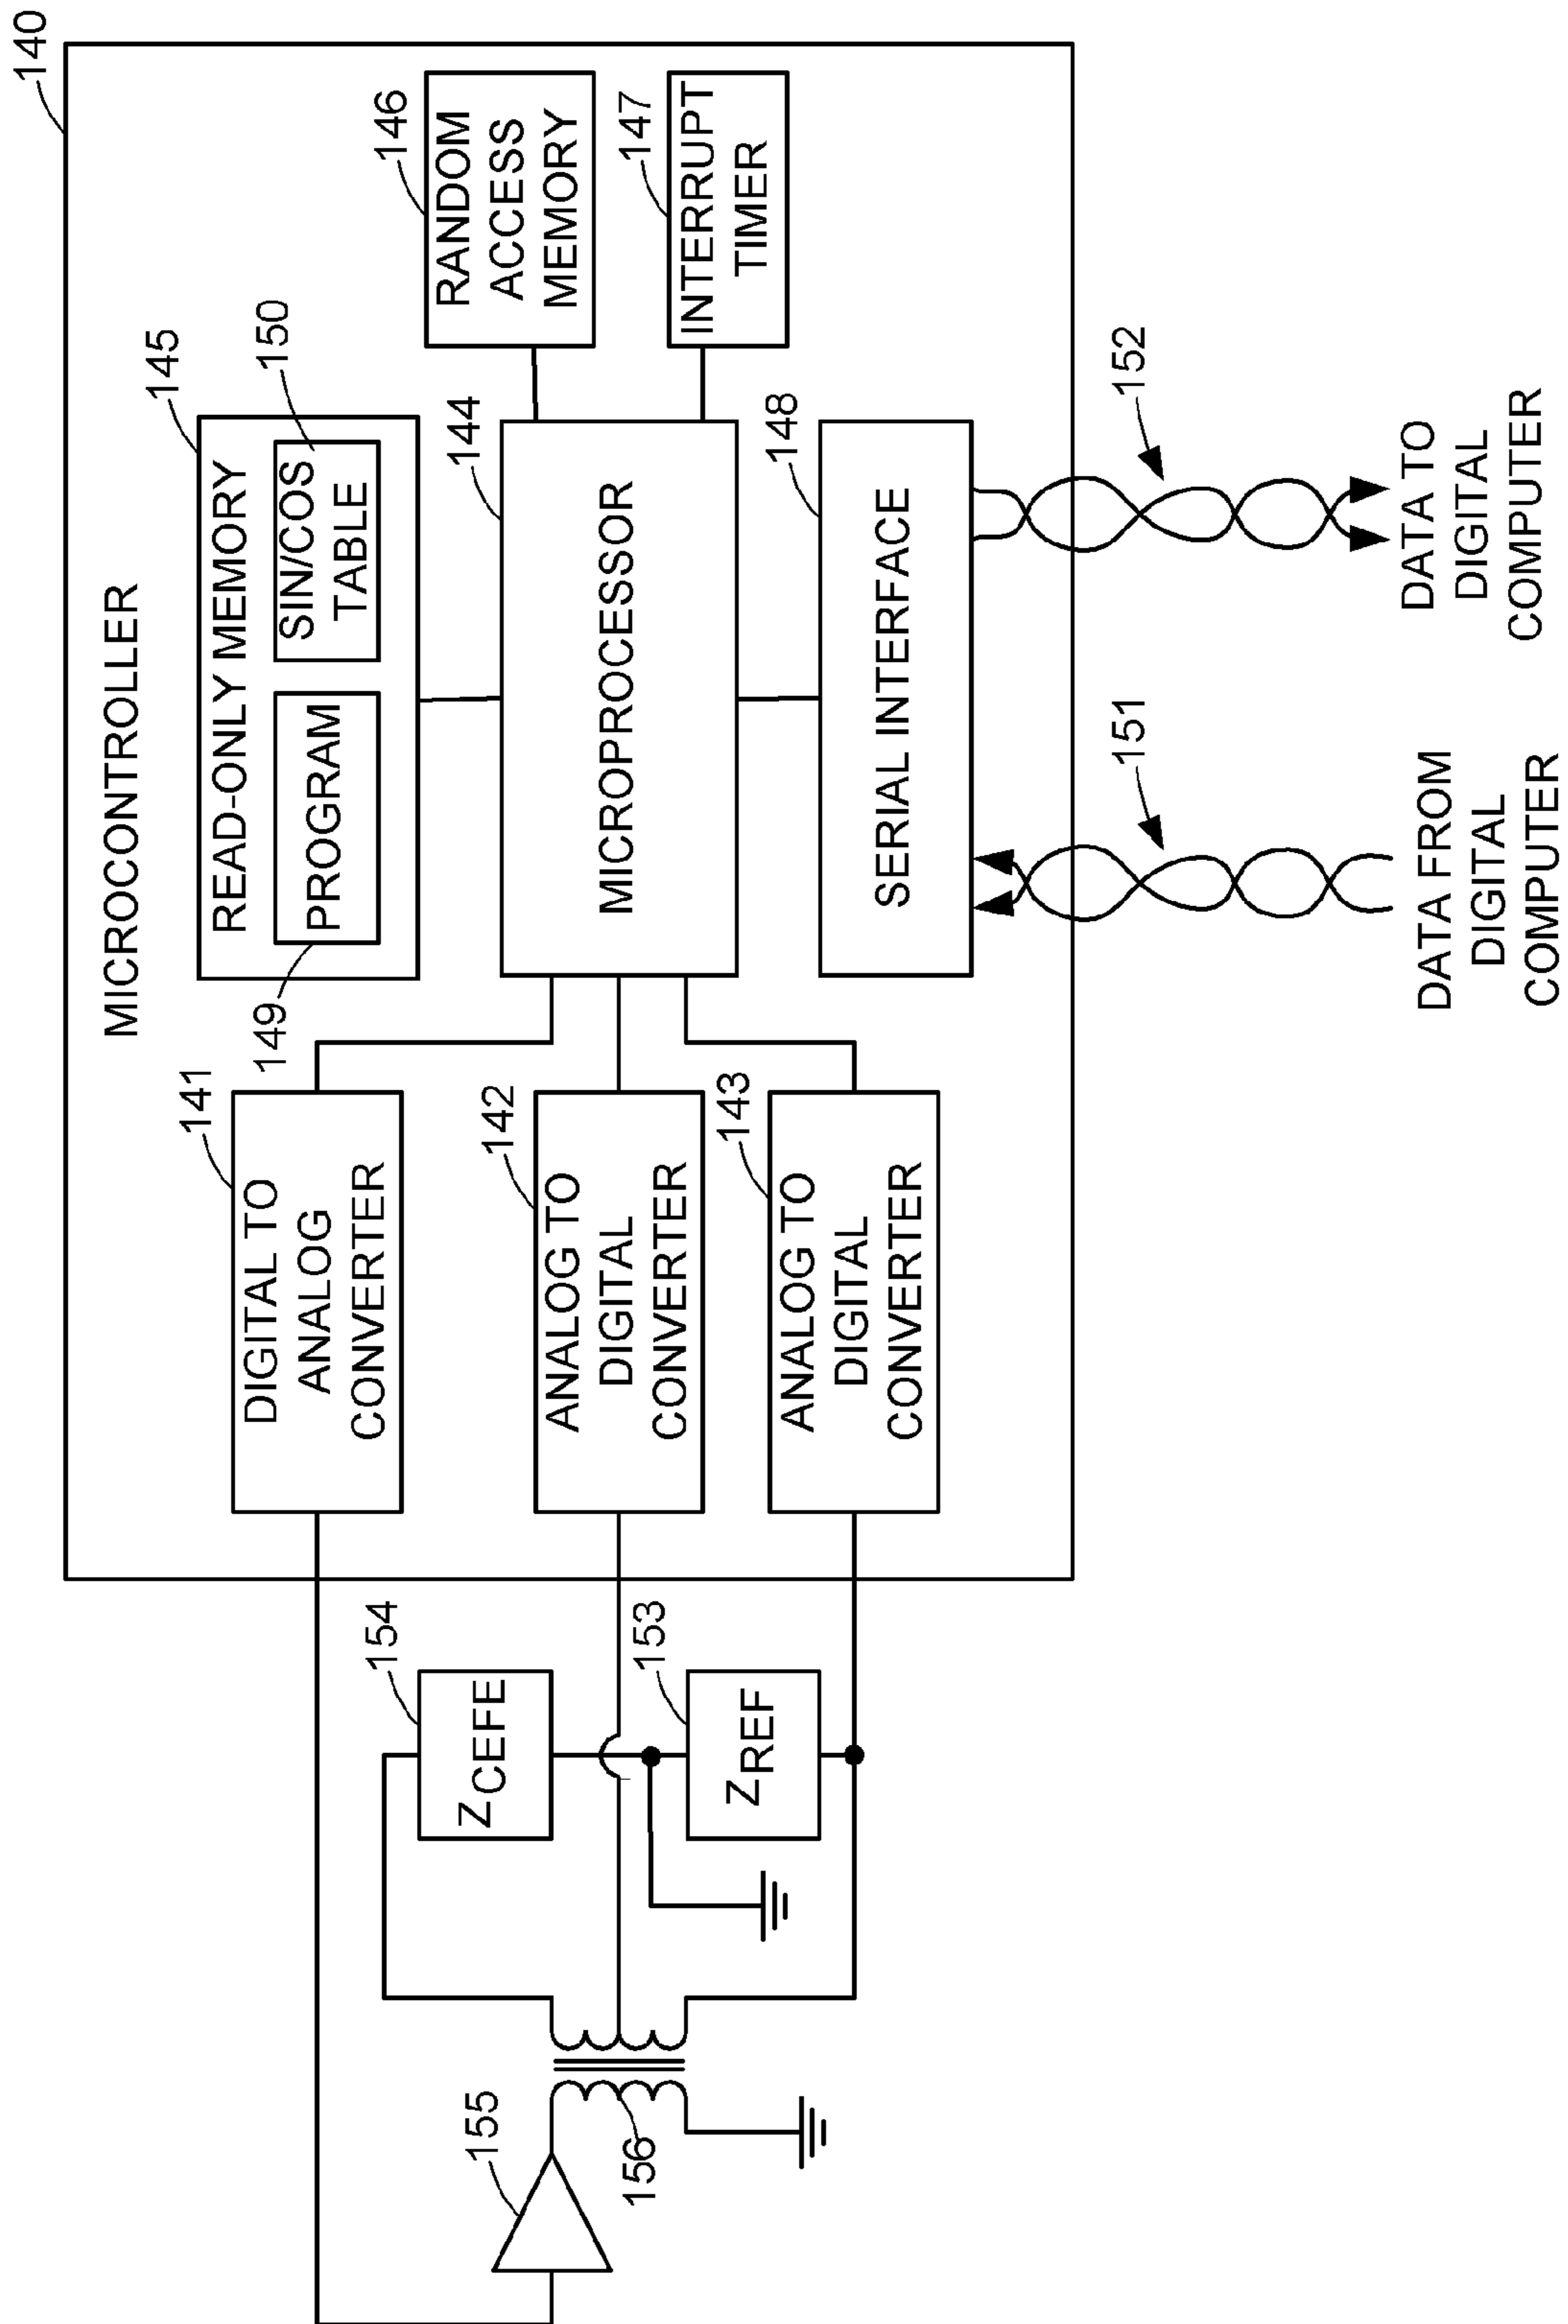 140
MICROCONTROLLER
145
READ-ONLY MEMORY
149
PROGRAM
150
SIN/COS
TABLE
141
DIGITAL TO
ANALOG
CONVERTER
144
MICROPROCESSOR
146
RANDOM
ACCESS
MEMORY
142
ANALOG TO
DIGITAL
CONVERTER
147
INTERRUPT
TIMER
143
ANALOG TO
DIGITAL
CONVERTER
148
SERIAL INTERFACE
154
ZCEFE
153
ZREF
155
156
151
DATA FROM
DIGITAL
COMPUTER
152
DATA TO
DIGITAL
COMPUTER